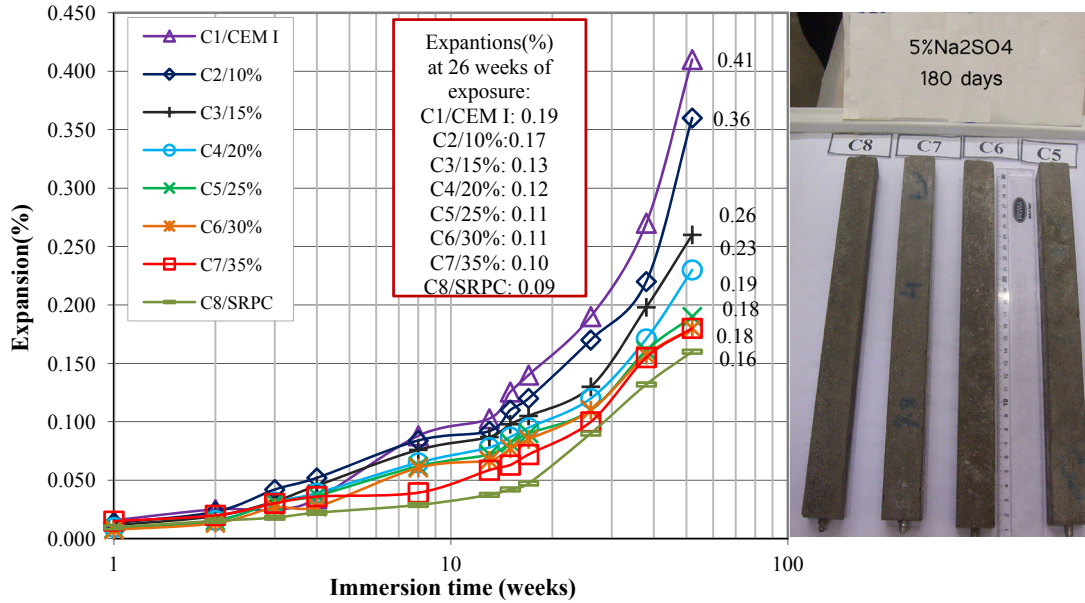 C1/CEM I
C2/10%
C3/15%
C4/20%
C5/25%
C6/30%
C7/35%
C8/SRPC
Expantions(%)
at 26 weeks of
exposure:
C1/CEM I: 0.19
C2/10%:0.17
C3/15%: 0.13
C4/20%: 0.12
C5/25%: 0.11
C6/30%: 0.11
C7/35%: 0.10
C8/SRPC: 0.09
0.41
0.36
0.26
0.23
0.19
0.18
0.18
0.16
Expansion(%)
0.450
0.400
0.350
0.300
0.250
0.200
0.150
0.100
0.050
0.000
1
10
100
Immersion time (weeks)
5%Na2SO4
180 days
C8
C7
C6
C5